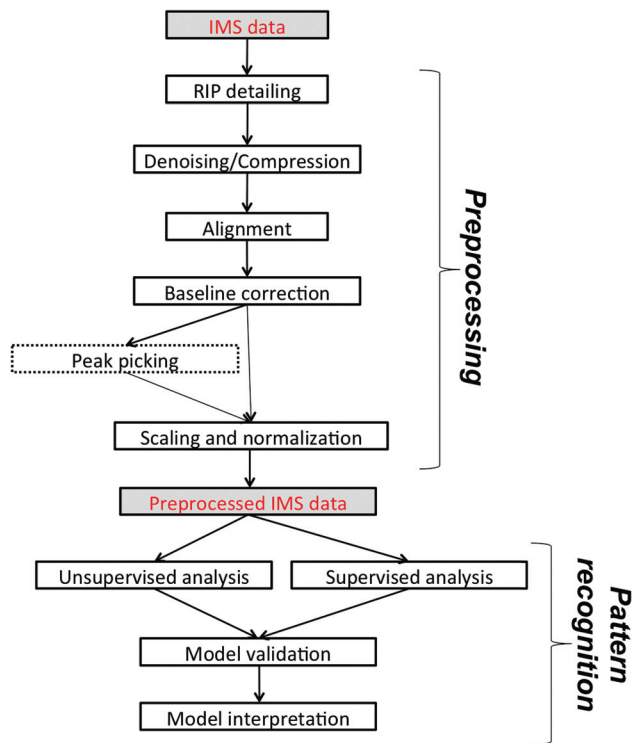 IMS data
RIP detailing
Denoising/Compression
Alignment
Baseline correction
Peak picking
Scaling and normalization
Preprocessing
Preprocessed IMS data
Unsupervised analysis
Supervised analysis
Model validation
Model interpretation
Pattern
recognition